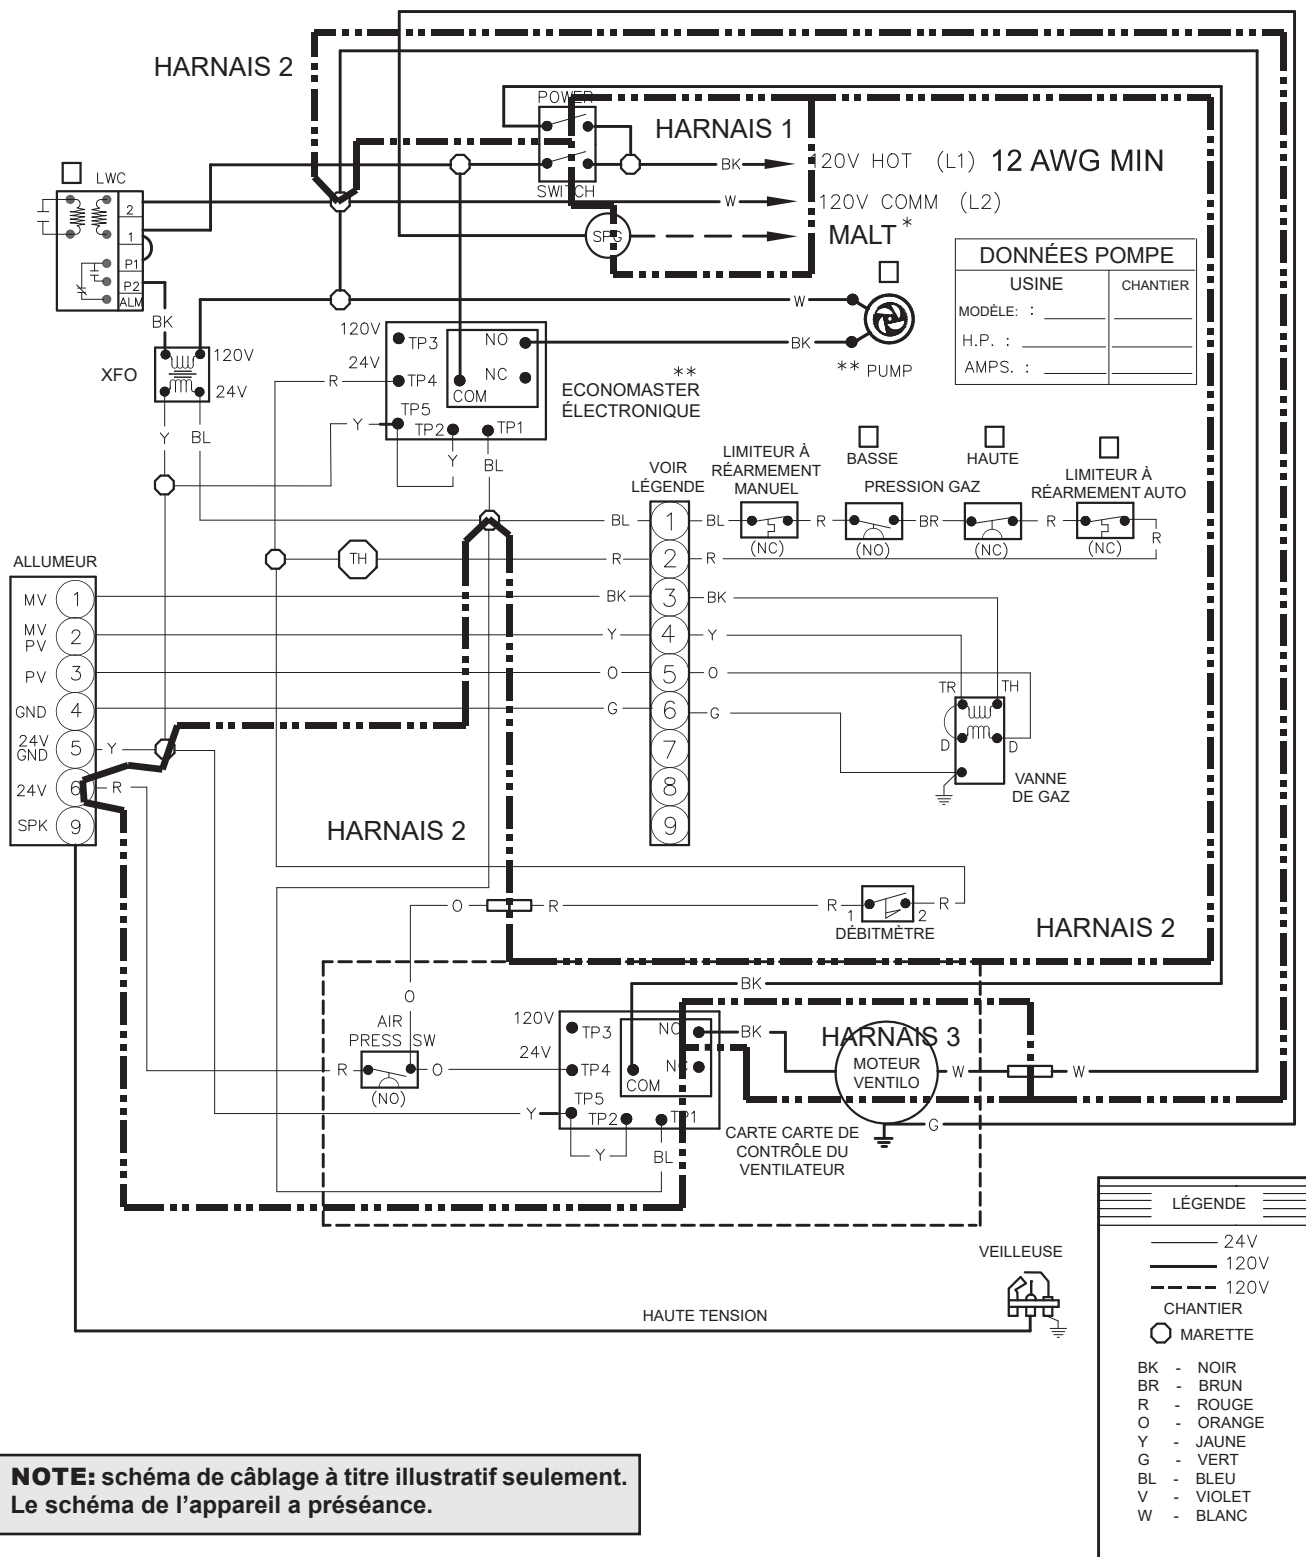 HARNAIS 2
POWER
HARNAIS 1
SWITCH
BK
120V HOT (L1) 12 AWG MIN
W
120V COMM (L2)
SPG
MALT *
LWC
2
1
P1
P2
ALM
BK
XFO
120V
24V
Y
BL
DONNÉES POMPE
USINE
CHANTIER
MODÈLE: :
H.P. :
AMPS. :
W
BK
** PUMP
120V
TP3
NO
24V
R
TP4
NC
COM
TP5
Y
TP2
TP1
Y
BL
**
ECONOMASTER
ÉLECTRONIQUE
VOIR
LÉGENDE
LIMITEUR À
RÉARMEMENT
MANUEL
BASSE
HAUTE
PRESSION GAZ
LIMITEUR À
RÉARMEMENT AUTO
BL 1 BL
R
BR
R
R
(NC)
(NO)
(NC)
(NC)
TH
R 2 R
BK 3 BK
Y 4 Y
O 5 O
G 6 G
7
8
9
ALLUMEUR
MV 1
MV
PV
2
PV 3
GND 4
24V
GND
5
Y
24V 6 R
SPK 9
TR
TH
D
D
VANNE
DE GAZ
HARNAIS 2
O
R
R
1
2
R
DÉBITMÈTRE
HARNAIS 2
BK
O
AIR
PRESS SW
R
O
(NO)
120V
TP3
NO
BK
24V
TP4
NC
COM
TP5
Y
TP2
TP1
Y
BL
HARNAIS 3
MOTEUR
VENTILO
W
W
G
CARTE CARTE DE
CONTRÔLE DU
VENTILATEUR
VEILLEUSE
HAUTE TENSION
LÉGENDE
24V
120V
120V
CHANTIER
MARETTE
BK - NOIR
BR - BRUN
R - ROUGE
O - ORANGE
Y - JAUNE
G - VERT
BL - BLEU
V - VIOLET
W - BLANC
NOTE: schéma de câblage à titre illustratif seulement.
Le schéma de l’appareil a préséance.